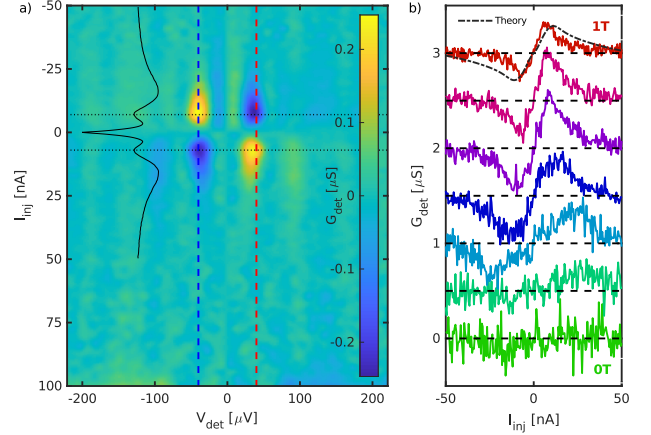 a)
-50
-25
0
25
50
75
100
I_inj [nA]
-200
-100
0
100
200
V_det [µV]
0.2
0.1
0
-0.1
-0.2
G_det [µS]
b)
Theory
1T
3
2
1
0
G_det [µS]
0T
-50
0
50
I_inj [nA]